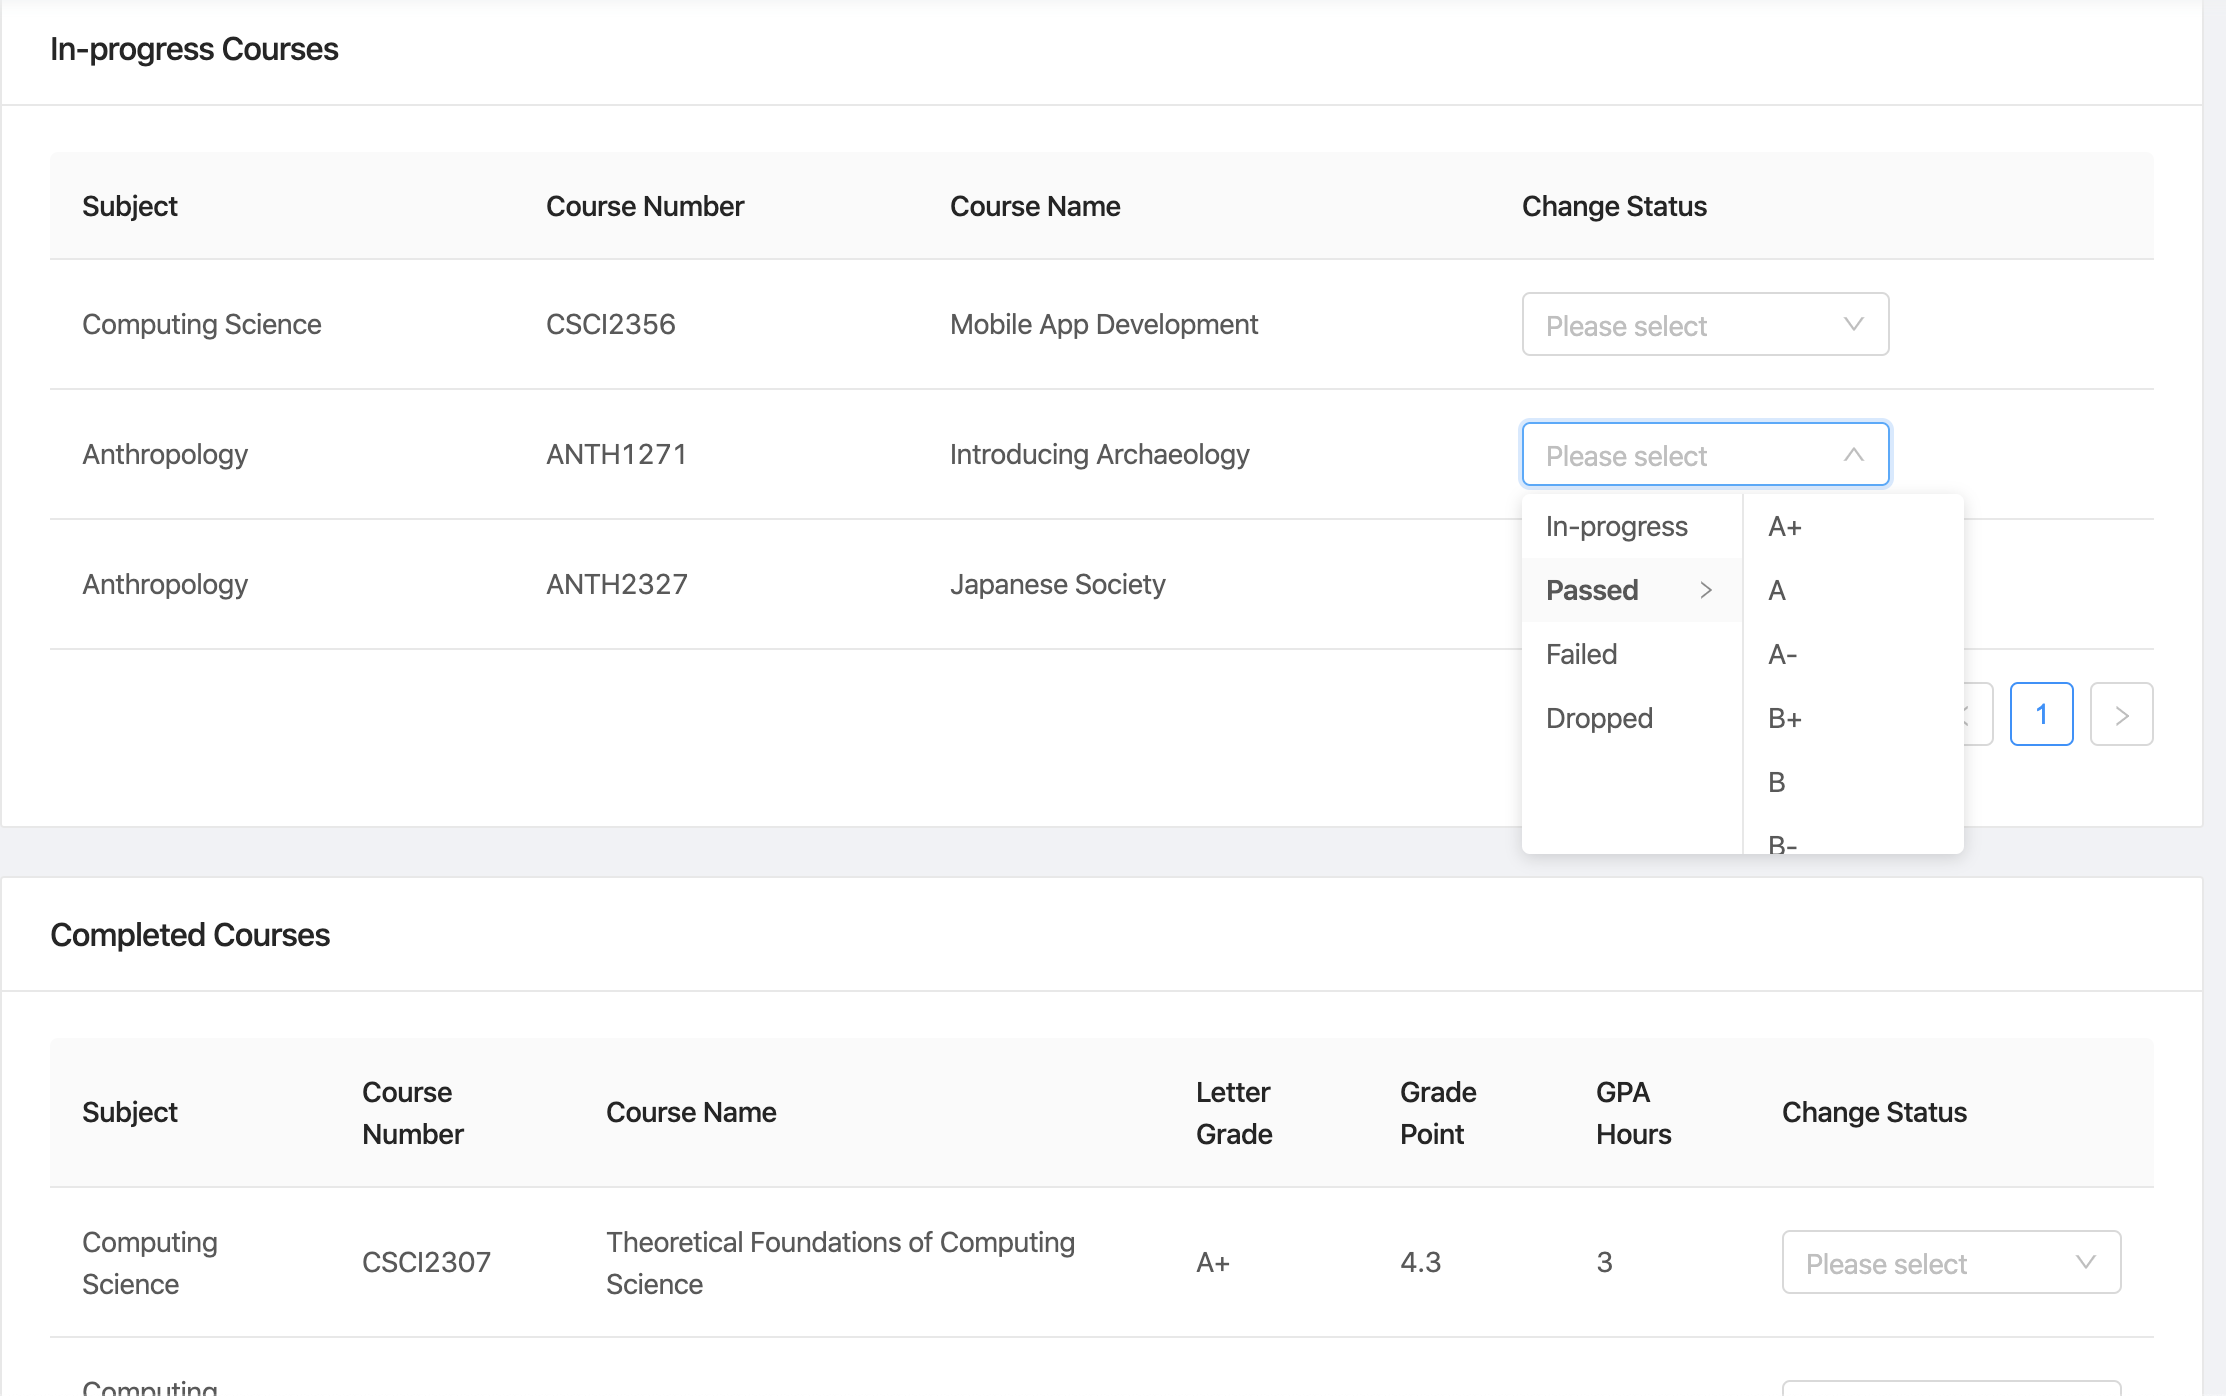 In-progress Courses
Subject Course Number Course Name Change Status
Computing Science CSCI2356 Mobile App Development Please select
Anthropology ANTH1271 Introducing Archaeology Please select
In-progress A+
Anthropology ANTH2327 Japanese Society Passed > A
Failed A-
Dropped B+
1 >
B
B-
Completed Courses
Subject Course Number Course Name Letter Grade Grade Point GPA Hours Change Status
Computing Science CSCI2307 Theoretical Foundations of Computing Science A+ 4.3 3 Please select
Computing